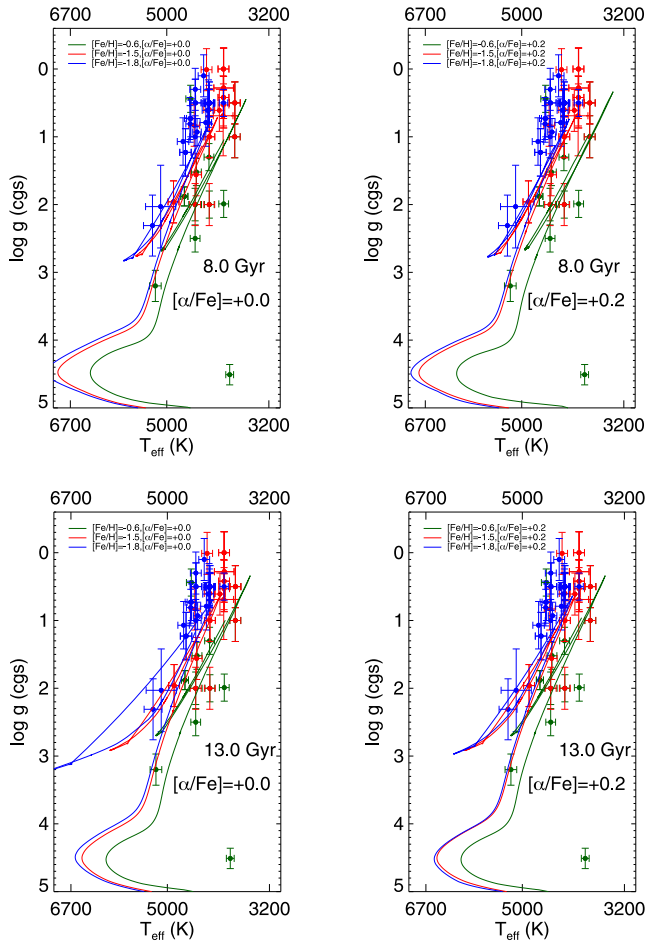 6700 5000 3200
[Fe/H]=-0.6,[α/Fe]=+0.0
[Fe/H]=-1.5,[α/Fe]=+0.0
[Fe/H]=-1.8,[α/Fe]=+0.0
0
1
2
3
4
5
log g (cgs)
8.0 Gyr
[α/Fe]=+0.0
6700 5000 3200
Teff (K)
6700 5000 3200
[Fe/H]=-0.6,[α/Fe]=+0.2
[Fe/H]=-1.5,[α/Fe]=+0.2
[Fe/H]=-1.8,[α/Fe]=+0.2
0
1
2
3
4
5
log g (cgs)
8.0 Gyr
[α/Fe]=+0.2
6700 5000 3200
Teff (K)
6700 5000 3200
[Fe/H]=-0.6,[α/Fe]=+0.0
[Fe/H]=-1.5,[α/Fe]=+0.0
[Fe/H]=-1.8,[α/Fe]=+0.0
0
1
2
3
4
5
log g (cgs)
13.0 Gyr
[α/Fe]=+0.0
6700 5000 3200
Teff (K)
6700 5000 3200
[Fe/H]=-0.6,[α/Fe]=+0.2
[Fe/H]=-1.5,[α/Fe]=+0.2
[Fe/H]=-1.8,[α/Fe]=+0.2
0
1
2
3
4
5
log g (cgs)
13.0 Gyr
[α/Fe]=+0.2
6700 5000 3200
Teff (K)